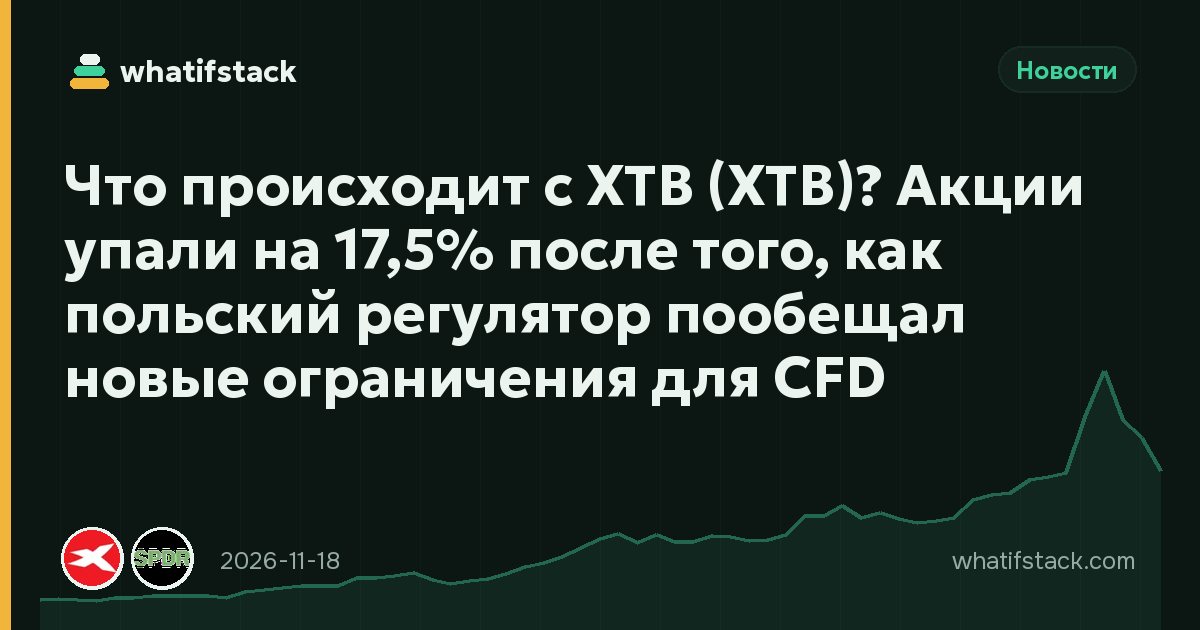 whatifstack
Новости
Что происходит с XTB (XTB)? Акции
упали на 17,5% после того, как
польский регулятор пообещал
новые ограничения для CFD
SPDR
2026-11-18
whatifstack.com